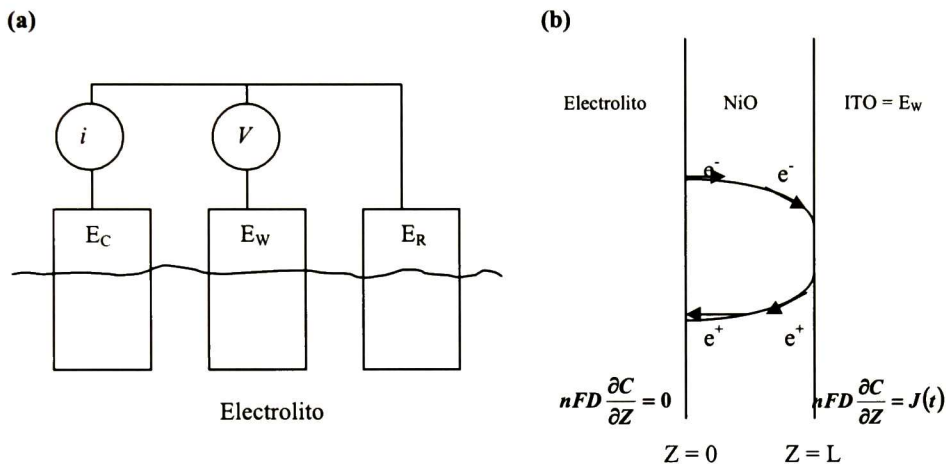 (a)
i
V
E_C
E_W
E_R
Electrolito
(b)
Electrolito
NiO
ITO = E_W
e^-
e^-
e^+
e^+
nFD ∂C/∂Z = 0
nFD ∂C/∂Z = J(t)
Z = 0
Z = L